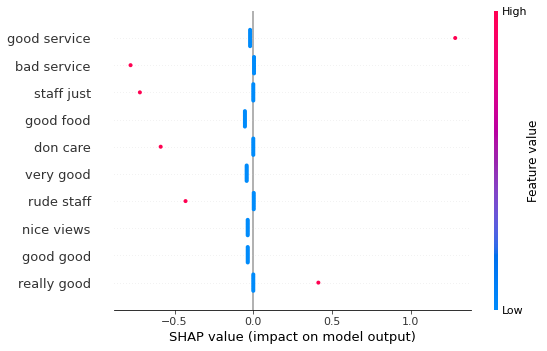 High
good service
bad service
staff just
good food
don care
very good
rude staff
nice views
good good
really good
Feature value
Low
−0.5
0.0
0.5
1.0
SHAP value (impact on model output)